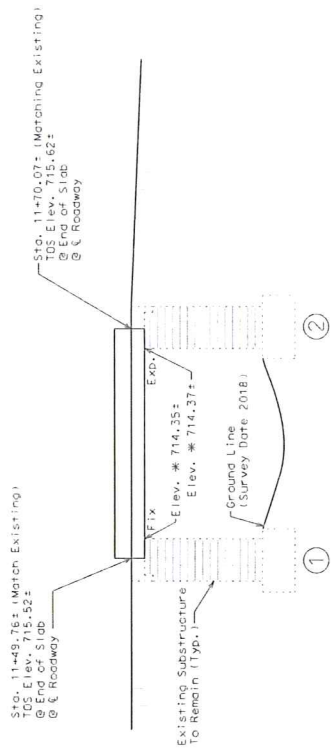 Sta. 11+49.76± (Match Existing)
TOS Elev. 715.52±
@ End of Slab
@ ℄ Roadway
Sta. 11+70.07± (Matching Existing)
TOS Elev. 715.62±
@ End of Slab
@ ℄ Roadway
Fix
Exp.
Elev. * 714.35±
Elev. * 714.37±
Existing Substructure
To Remain (Typ.)
Ground Line
(Survey Date 2018)
1
2